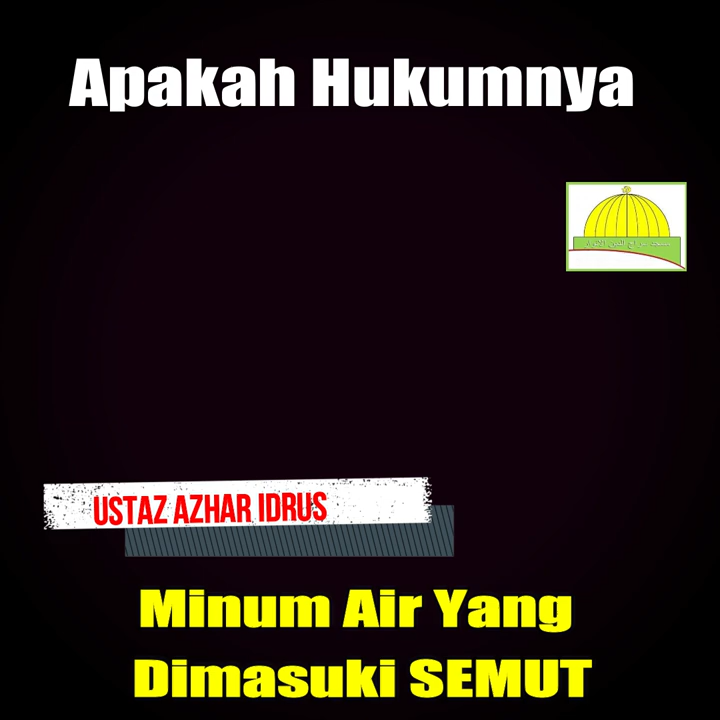 Apakah Hukumnya
USTAZ AZHAR IDRUS
Minum Air Yang
Dimasuki SEMUT